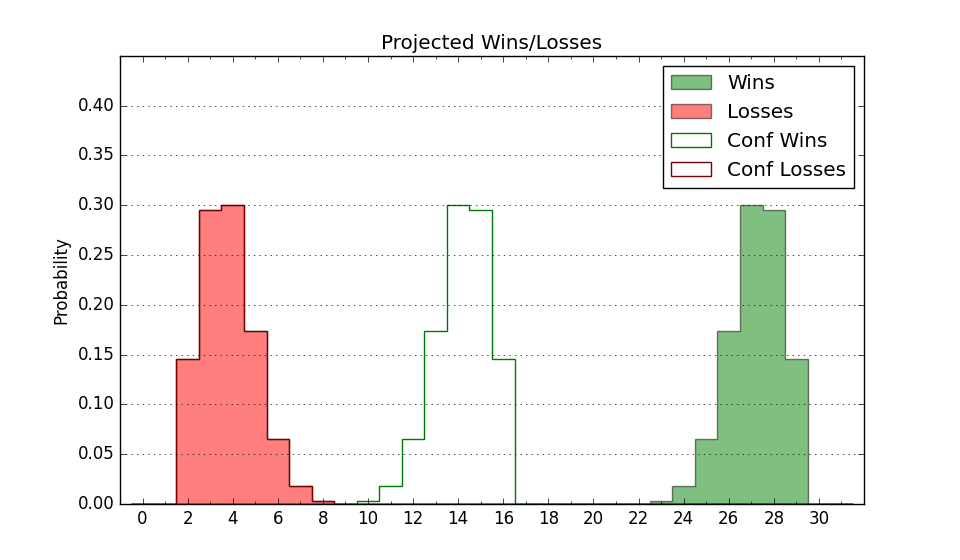 Projected Wins/Losses
Wins
Losses
Conf Wins
Conf Losses
Probability
0.40
0.35
0.30
0.25
0.20
0.15
0.10
0.05
0.00
0 2 4 6 8 10 12 14 16 18 20 22 24 26 28 30